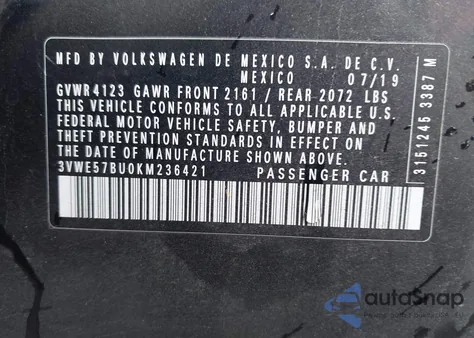 MFD BY VOLKSWAGEN DE MEXICO S.A. DE C.V.
MEXICO 07/19
GVWR4123 GAWR FRONT 2161 / REAR 2072 LBS
THIS VEHICLE CONFORMS TO ALL APPLICABLE U.S.
FEDERAL MOTOR VEHICLE SAFETY, BUMPER AND
THEFT PREVENTION STANDARDS IN EFFECT ON
THE DATE OF MANUFACTURE SHOWN ABOVE.
3VWE57BU0KM236421 PASSENGER CAR
3151245 3387 M
autoSnap